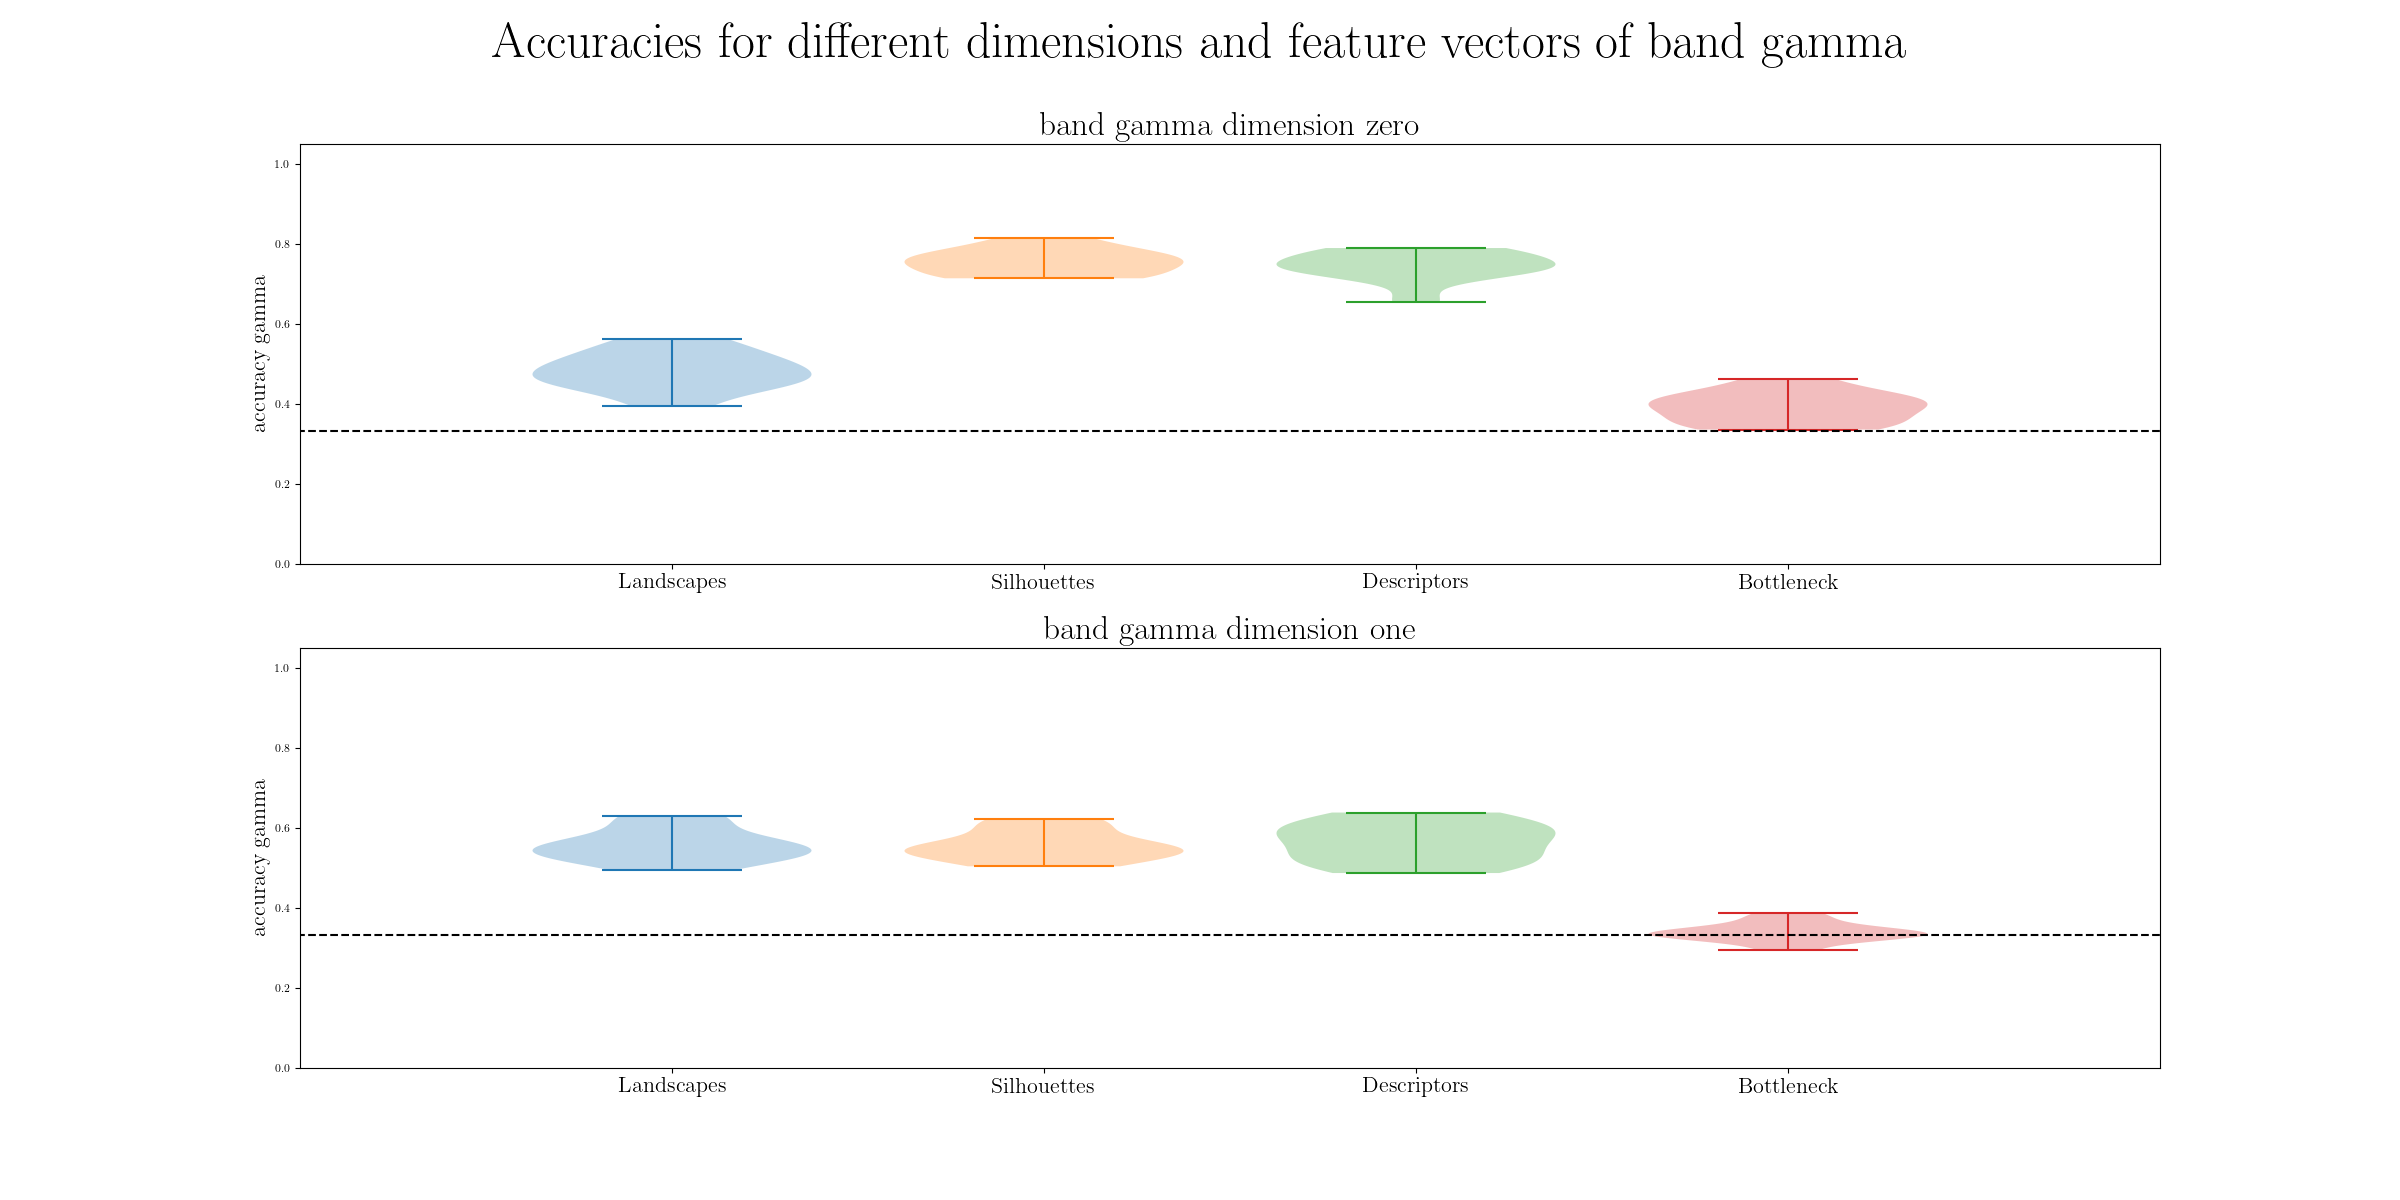 Accuracies for different dimensions and feature vectors of band gamma
band gamma dimension zero
accuracy gamma
1.0
0.8
0.6
0.4
0.2
0.0
Landscapes Silhouettes Descriptors Bottleneck
band gamma dimension one
accuracy gamma
1.0
0.8
0.6
0.4
0.2
0.0
Landscapes Silhouettes Descriptors Bottleneck